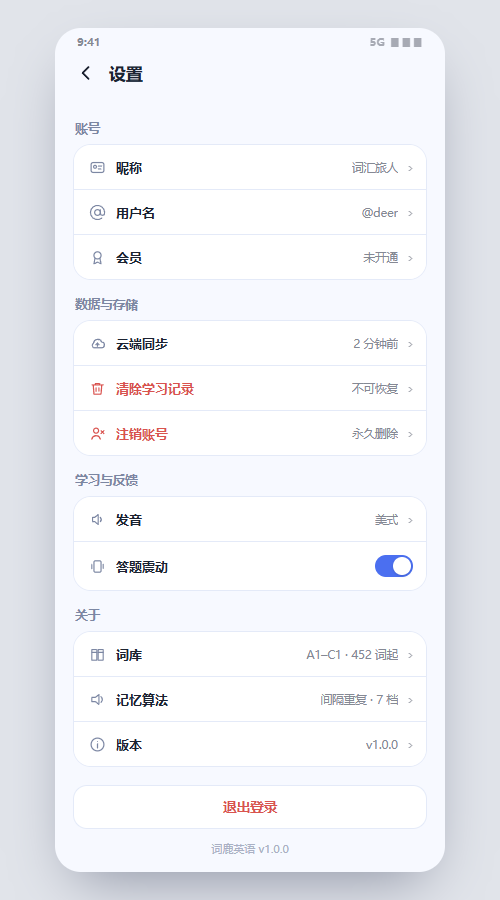 9:41 5G
设置
账号
昵称 词汇旅人 ›
用户名 @deer ›
会员 未开通 ›
数据与存储
云端同步 2 分钟前 ›
清除学习记录 不可恢复 ›
注销账号 永久删除 ›
学习与反馈
发音 美式 ›
答题震动
关于
词库 A1–C1 · 452 词起 ›
记忆算法 间隔重复 · 7 档 ›
版本 v1.0.0 ›
退出登录
词鹿英语 v1.0.0